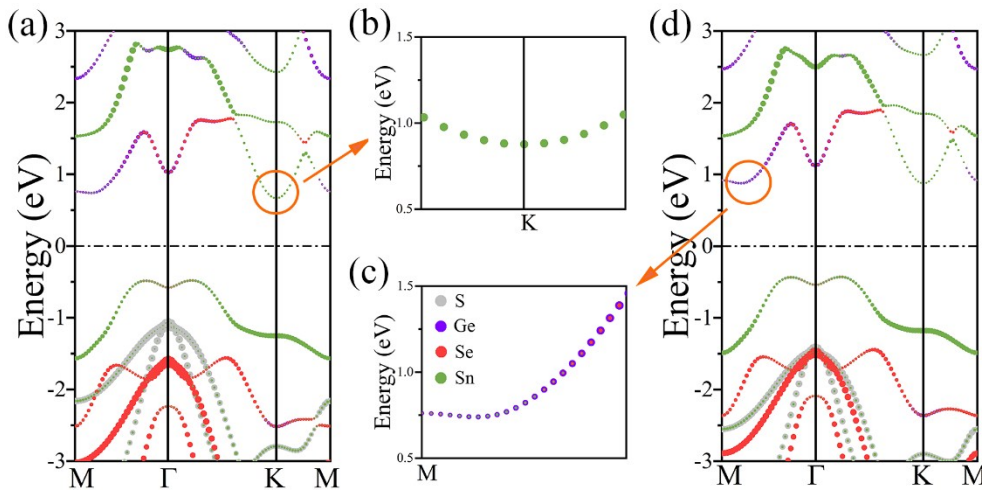 (a)
Energy (eV)
3
2
1
0
-1
-2
-3
M Γ K M
(b)
Energy (eV)
1.5
1.0
0.5
K
(c)
Energy (eV)
1.5
1.0
0.5
S
Ge
Se
Sn
M
(d)
Energy (eV)
3
2
1
0
-1
-2
-3
M Γ K M